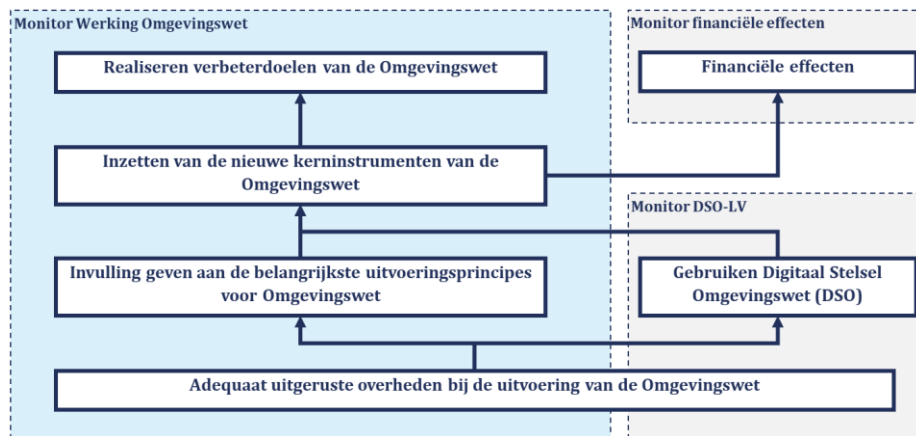 Monitor Werking Omgevingswet
Realiseren verbeterdoelen van de Omgevingswet
Monitor financiële effecten
Financiële effecten
Inzetten van de nieuwe kerninstrumenten van de
Omgevingswet
Monitor DSO-LV
Invulling geven aan de belangrijkste uitvoeringsprincipes
voor Omgevingswet
Gebruiken Digitaal Stelsel
Omgevingswet (DSO)
Adequaat uitgeruste overheden bij de uitvoering van de Omgevingswet